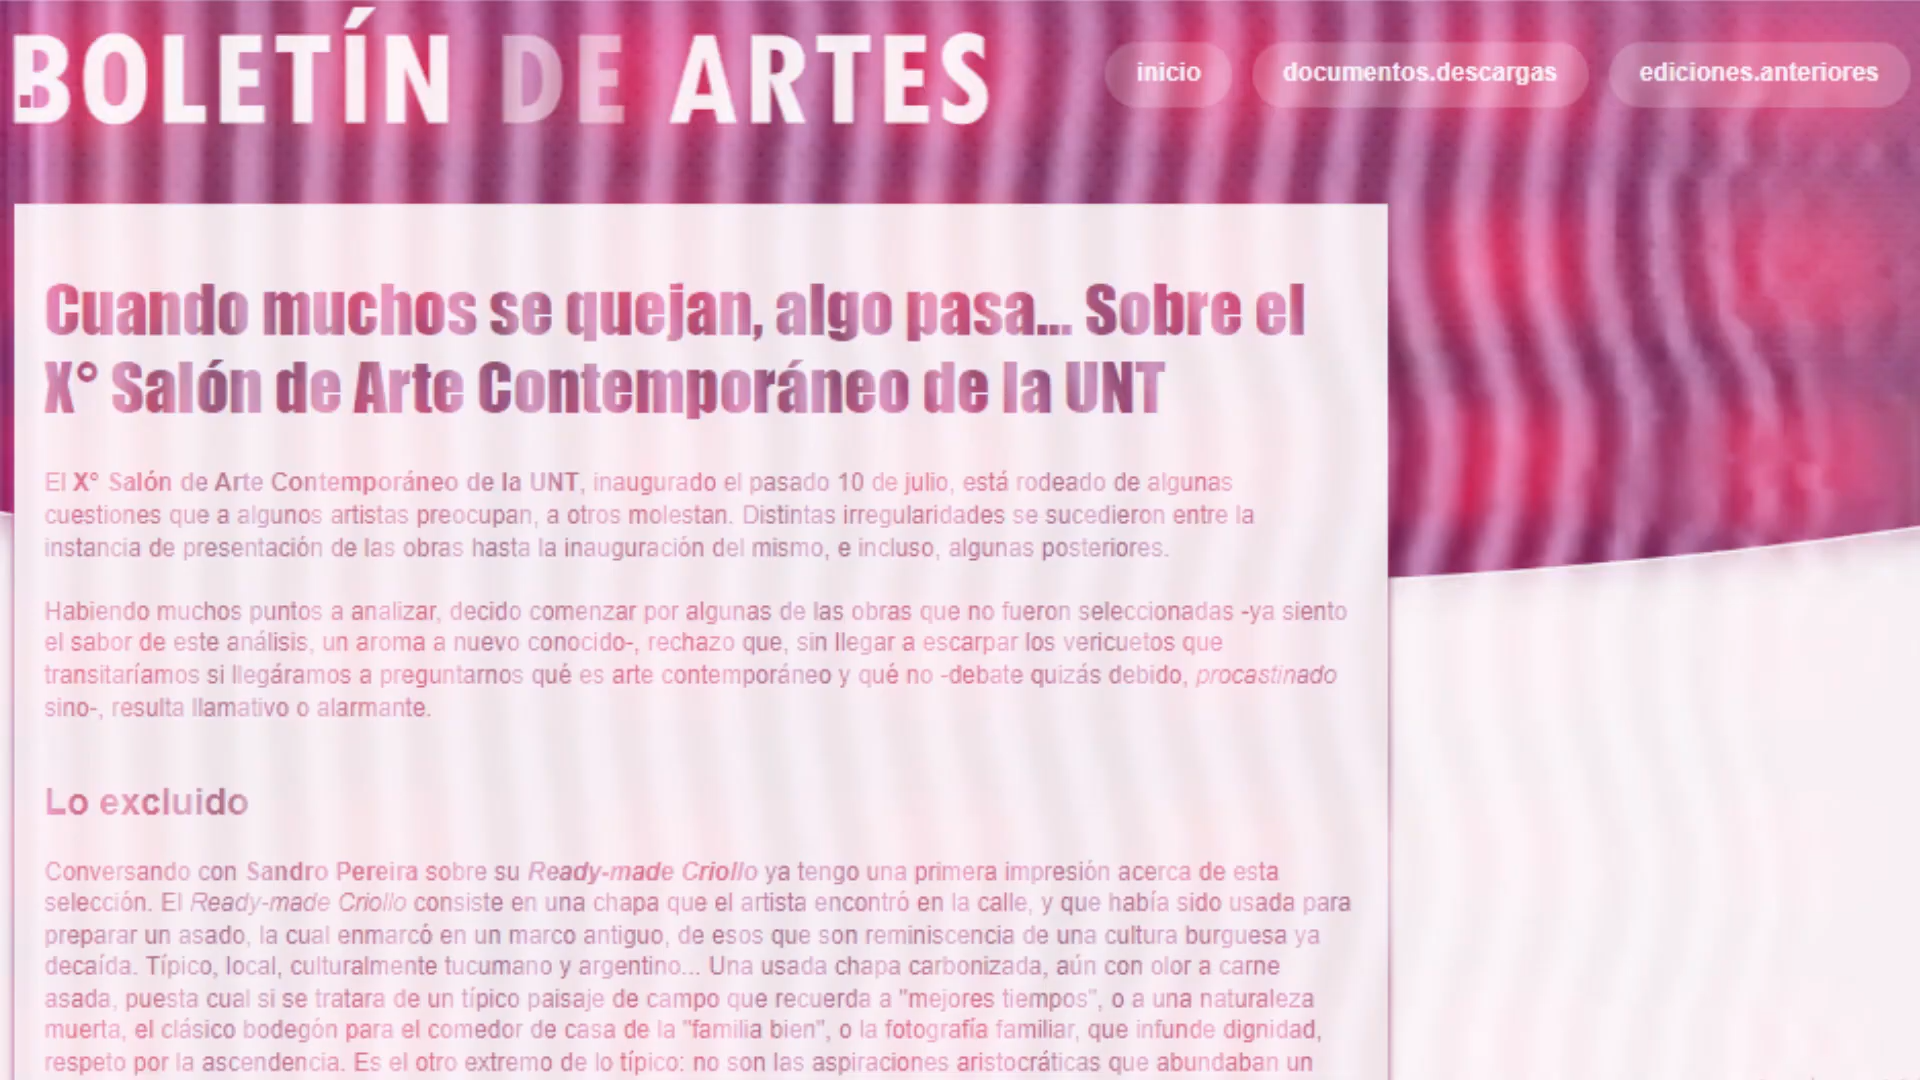 BOLETÍN DE ARTES
inicio
documentos.descargas
ediciones.anteriores
Cuando muchos se quejan, algo pasa... Sobre el
X° Salón de Arte Contemporáneo de la UNT
El X° Salón de Arte Contemporáneo de la UNT, inaugurado el pasado 10 de julio, está rodeado de algunas
cuestiones que a algunos artistas preocupan, a otros molestan. Distintas irregularidades se sucedieron entre la
instancia de presentación de las obras hasta la inauguración del mismo, e incluso, algunas posteriores.
Habiendo muchos puntos a analizar, decido comenzar por algunas de las obras que no fueron seleccionadas -ya siento
el sabor de este análisis, un aroma a nuevo conocido-, rechazo que, sin llegar a escarpar los vericuetos que
transitaríamos si llegáramos a preguntarnos qué es arte contemporáneo y qué no -debate quizás debido, procastinado
sino-, resulta llamativo o alarmante.
Lo excluido
Conversando con Sandro Pereira sobre su Ready-made Criollo ya tengo una primera impresión acerca de esta
selección. El Ready-made Criollo consiste en una chapa que el artista encontró en la calle, y que había sido usada para
preparar un asado, la cual enmarcó en un marco antiguo, de esos que son reminiscencia de una cultura burguesa ya
decaída. Típico, local, culturalmente tucumano y argentino... Una usada chapa carbonizada, aún con olor a carne
asada, puesta cual si se tratara de un típico paisaje de campo que recuerda a "mejores tiempos", o a una naturaleza
muerta, el clásico bodegón para el comedor de casa de la "familia bien", o la fotografía familiar, que infunde dignidad,
respeto por la ascendencia. Es el otro extremo de lo típico: no son las aspiraciones aristocráticas que abundaban un